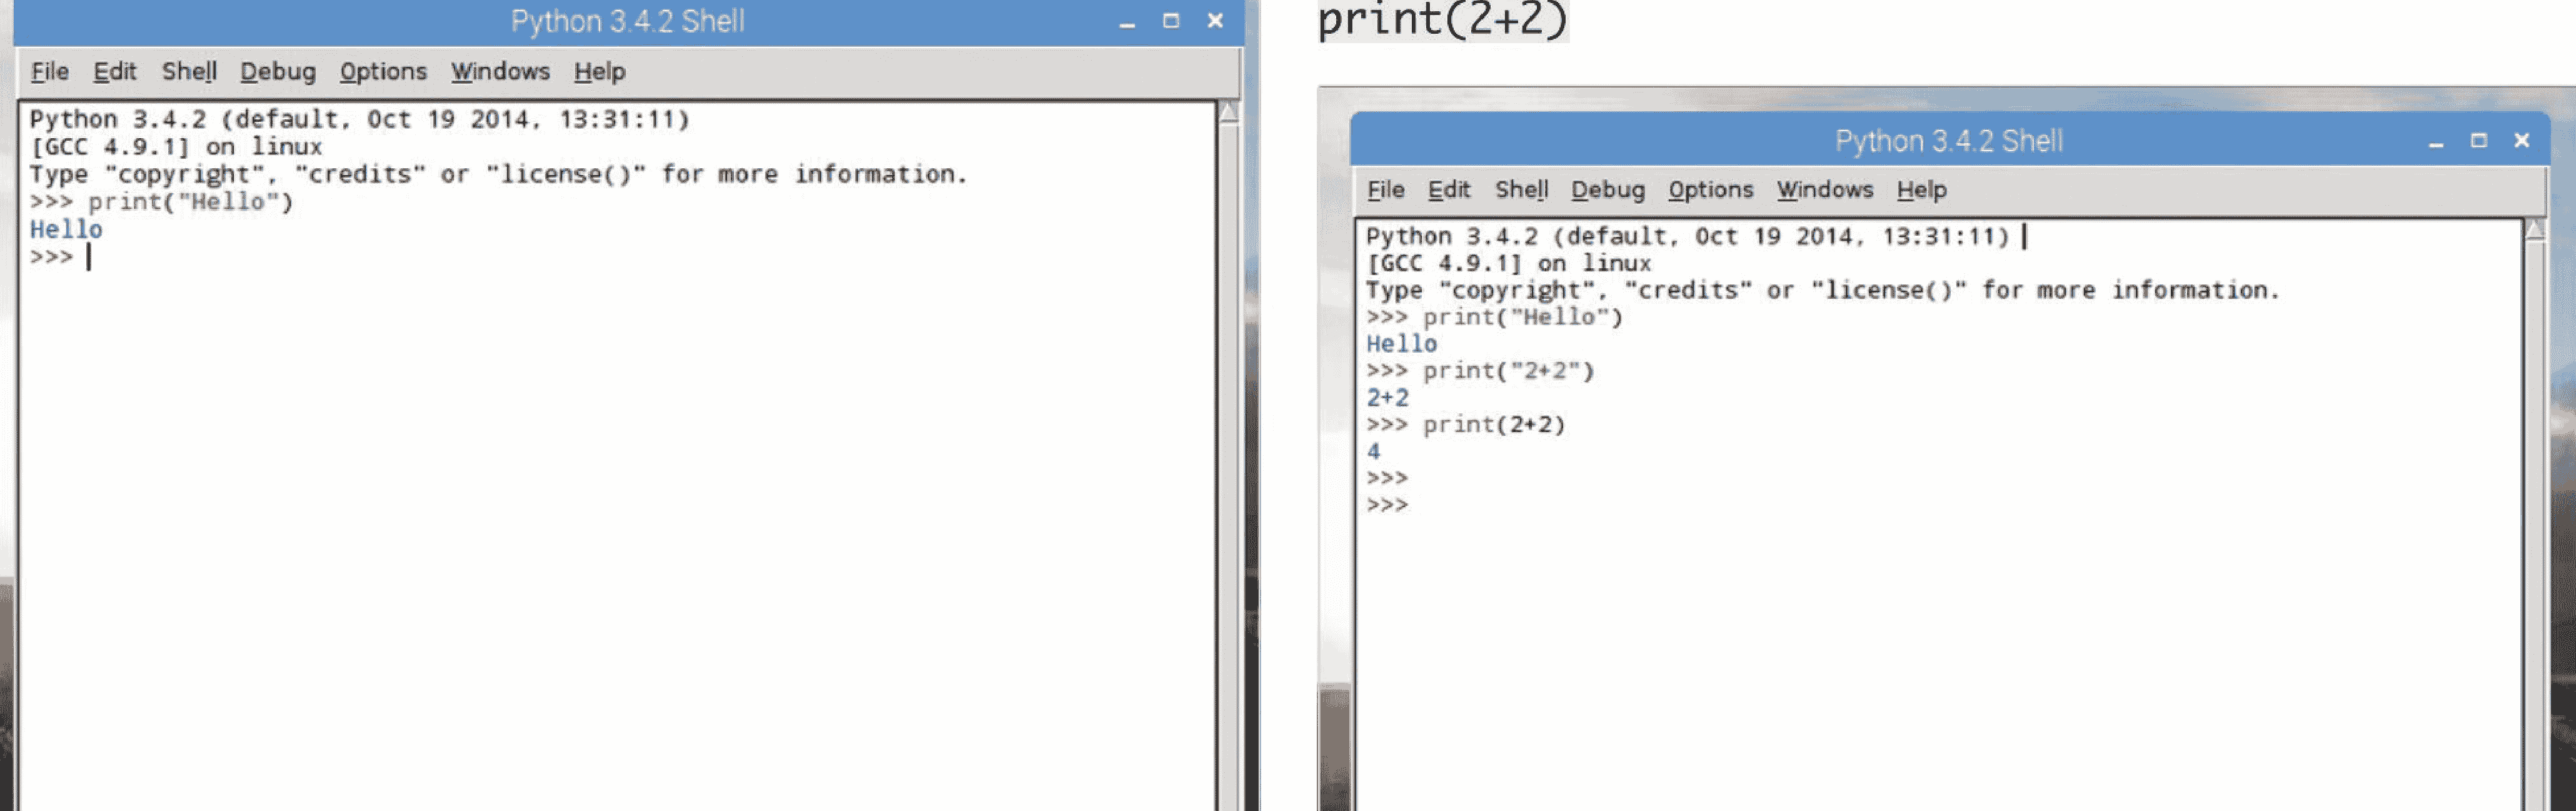 Python 3.4.2 Shell
File Edit Shell Debug Options Windows Help
Python 3.4.2 (default, Oct 19 2014, 13:31:11)
[GCC 4.9.1] on linux
Type "copyright", "credits" or "license()" for more information.
>>> print("Hello")
Hello
>>>
print(2+2)
Python 3.4.2 Shell
File Edit Shell Debug Options Windows Help
Python 3.4.2 (default, Oct 19 2014, 13:31:11)
[GCC 4.9.1] on linux
Type "copyright", "credits" or "license()" for more information.
>>> print("Hello")
Hello
>>> print("2+2")
2+2
>>> print(2+2)
4
>>>
>>>